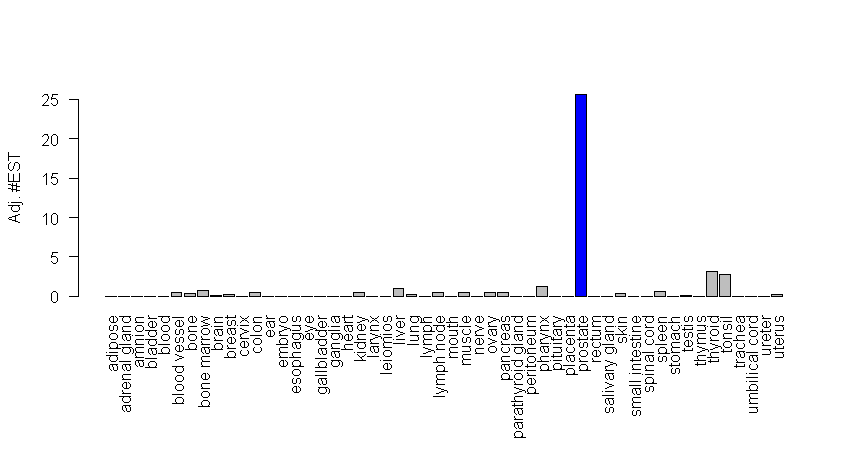 Adj. #EST
25
20
15
10
5
0
adipose
adrenal gland
amnion
bladder
blood
blood vessel
bone
bone marrow
brain
breast
cervix
colon
ear
embryo
esophagus
eye
gallbladder
ganglia
heart
kidney
larynx
leiomios
liver
lung
lymph
lymph node
mouth
muscle
nerve
ovary
pancreas
parathyroid gland
peritoneum
pharynx
pituitary
placenta
prostate
rectum
salivary gland
skin
small intestine
spinal cord
spleen
stomach
testis
thymus
thyroid
tonsil
trachea
umbilical cord
ureter
uterus